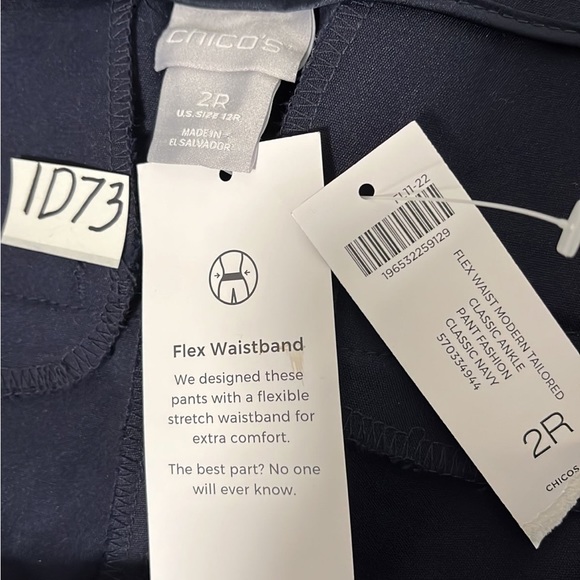 CHICO'S
2R
U.S. SIZE 12R
MADE IN
EL SALVADOR
1D73
Flex Waistband
We designed these
pants with a flexible
stretch waistband for
extra comfort.
The best part? No one
will ever know.
11-22
196532259129
FLEX WAIST MODERN TAILORED
CLASSIC ANKLE
PANT FASHION
CLASSIC NAVY
570334944
2R
CHICOS